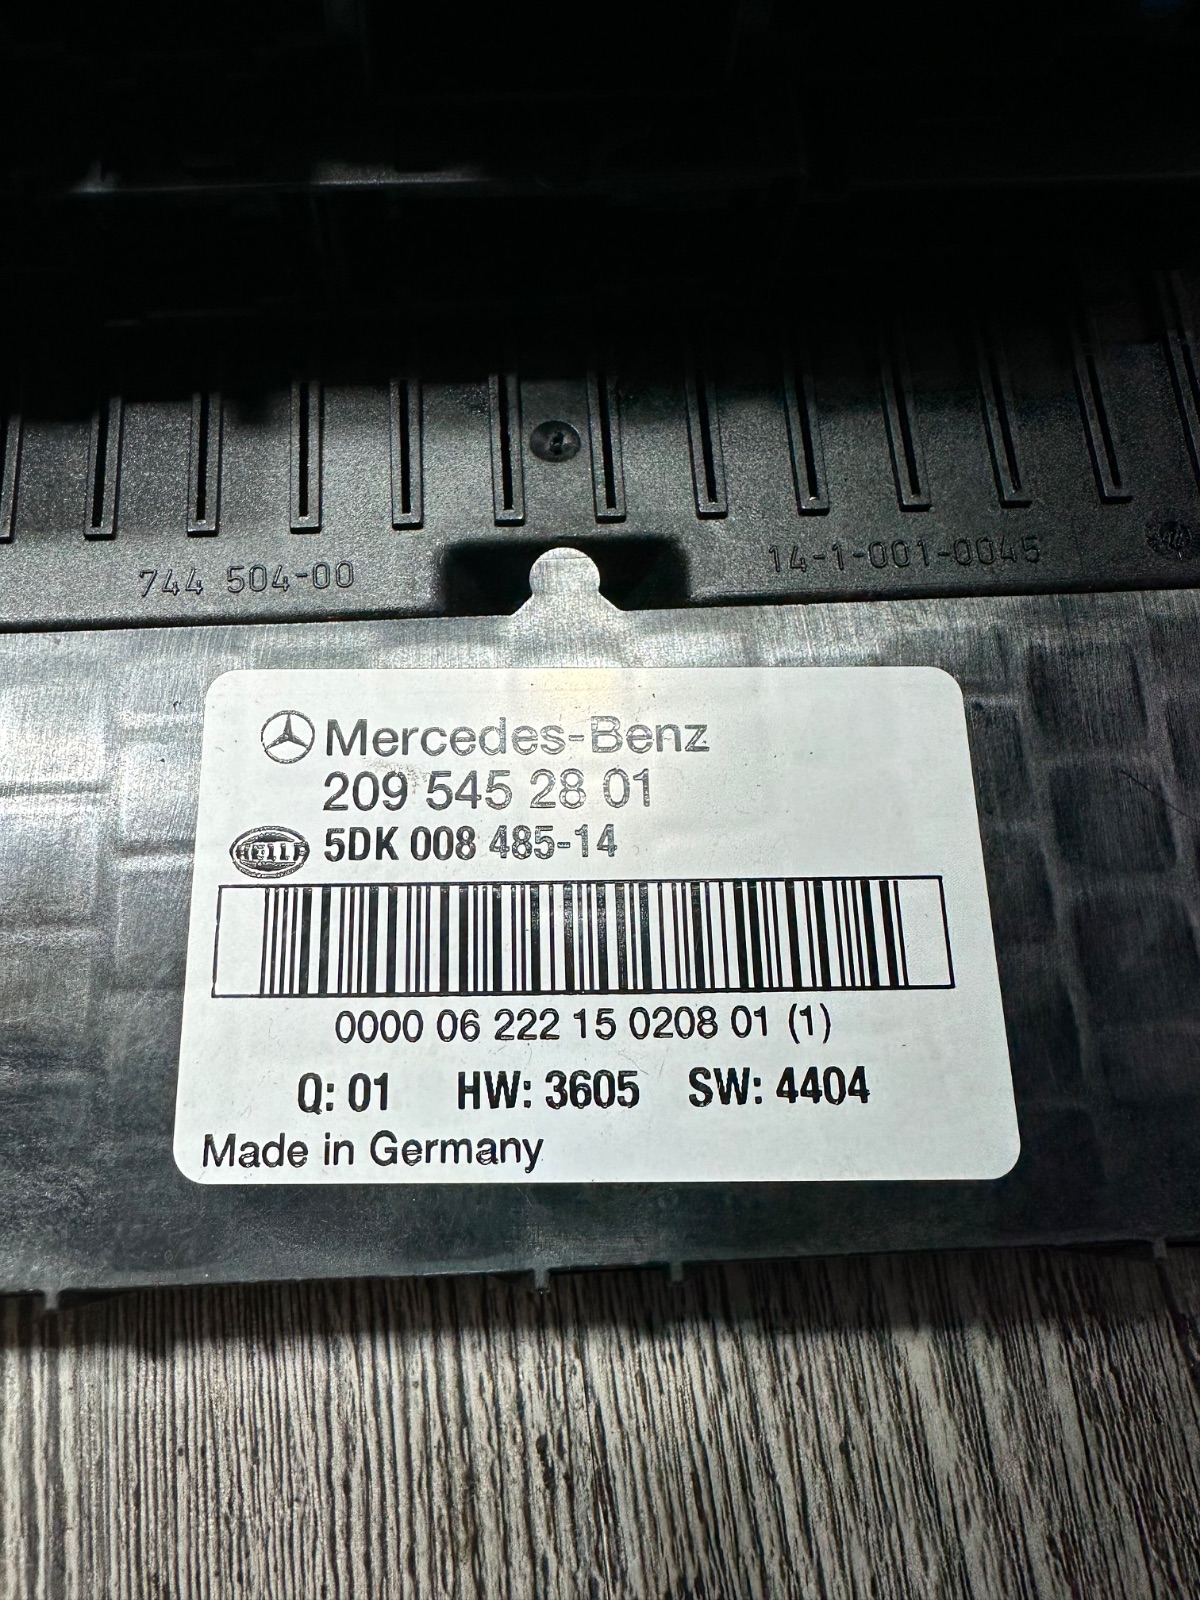 744 504-00
14-1-001-0045
Mercedes-Benz
209 545 28 01
HELLA
5DK 008 485-14
0000 06 222 15 0208 01 (1)
Q: 01 HW: 3605 SW: 4404
Made in Germany